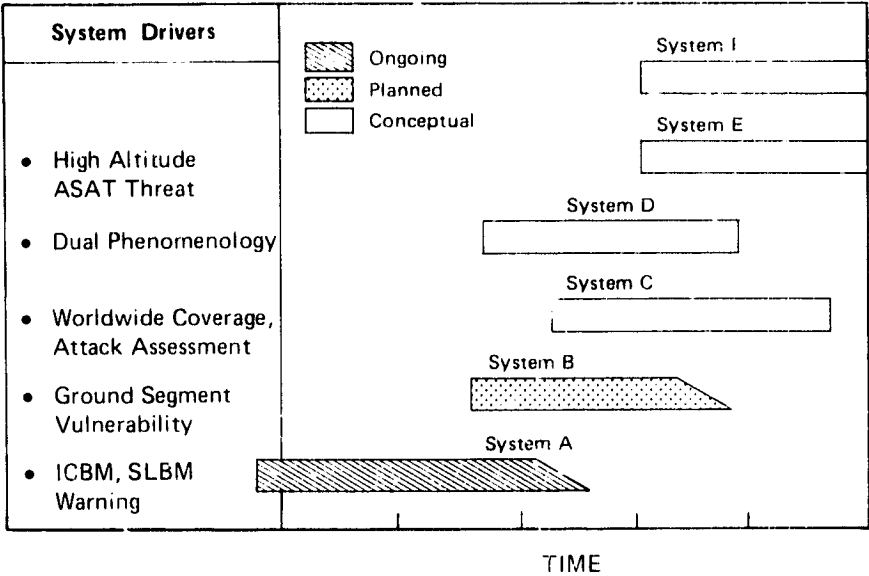 System Drivers
• High Altitude
ASAT Threat
• Dual Phenomenology
• Worldwide Coverage,
Attack Assessment
• Ground Segment
Vulnerability
• ICBM, SLBM
Warning
Ongoing
Planned
Conceptual
System I
System E
System D
System C
System B
System A
TIME